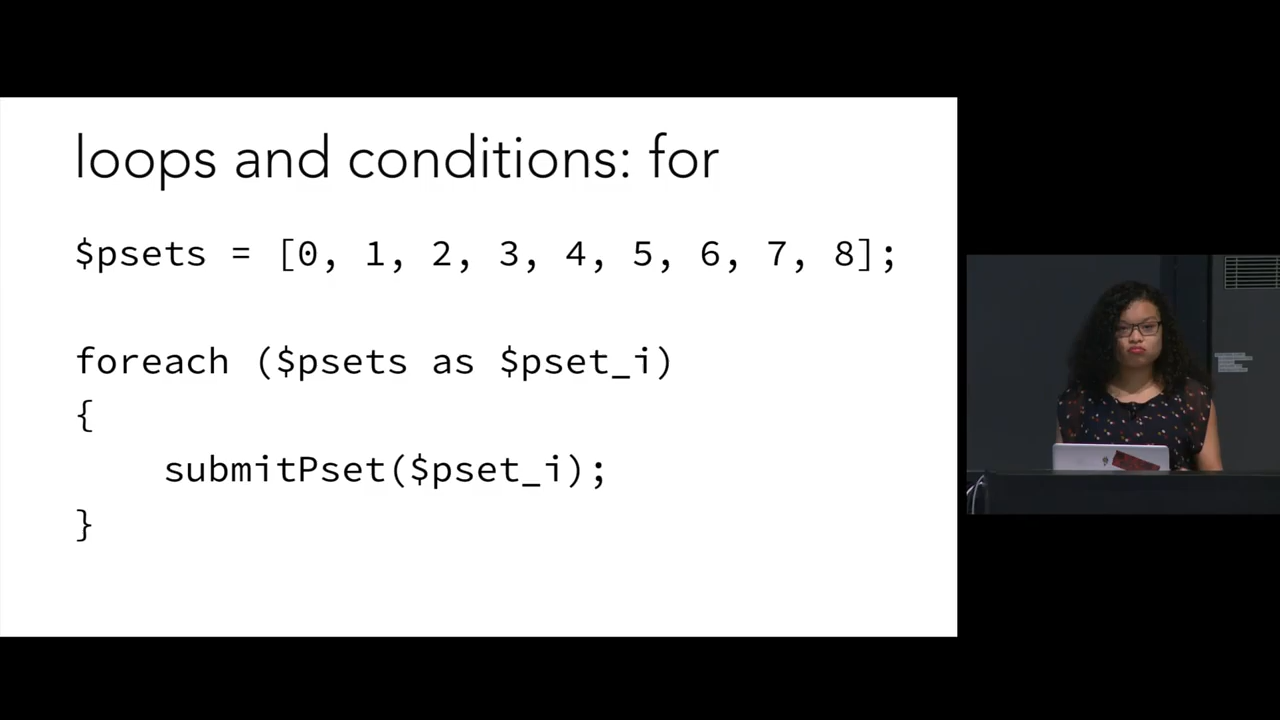 loops and conditions: for
$psets = [0, 1, 2, 3, 4, 5, 6, 7, 8];
foreach ($psets as $pset_i)
{
submitPset($pset_i);
}